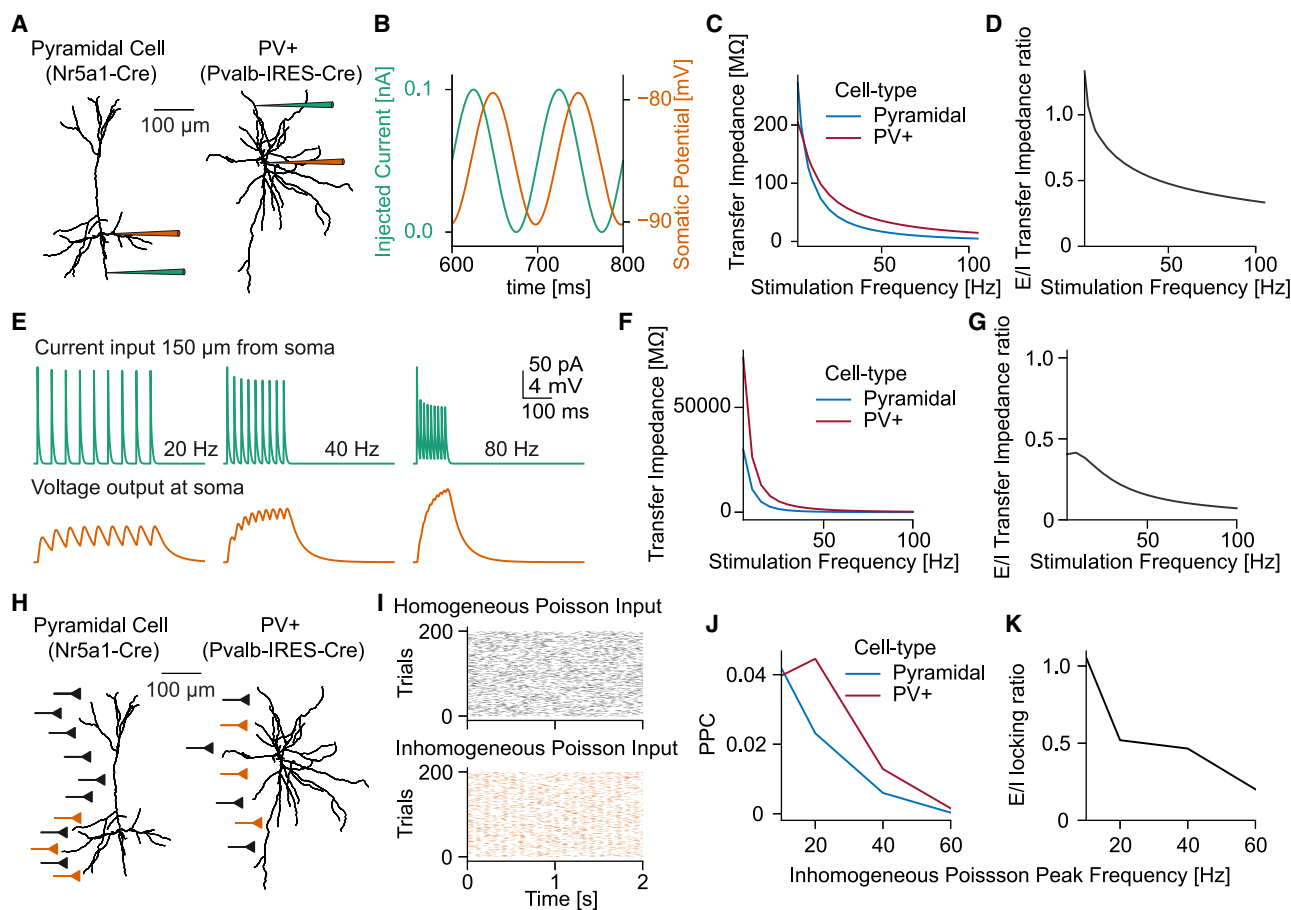 A
Pyramidal Cell
(Nr5a1-Cre)
PV+
(Pvalb-IRES-Cre)
100 µm
B
Injected Current [nA]
0.1
0.0
Somatic Potential [mV]
−80
−90
600
700
800
time [ms]
C
Transfer Impedance [MΩ]
200
100
0
Cell-type
Pyramidal
PV+
50
100
Stimulation Frequency [Hz]
D
E/I Transfer Impedance ratio
1.0
0.5
0
50
100
Stimulation Frequency [Hz]
E
Current input 150 µm from soma
50 pA
4 mV
100 ms
20 Hz
40 Hz
80 Hz
Voltage output at soma
F
Transfer Impedance [MΩ]
50000
0
Cell-type
Pyramidal
PV+
50
100
Stimulation Frequency [Hz]
G
E/I Transfer Impedance ratio
1.0
0.5
0
50
100
Stimulation Frequency [Hz]
H
Pyramidal Cell
(Nr5a1-Cre)
PV+
(Pvalb-IRES-Cre)
100 µm
I
Homogeneous Poisson Input
Trials
200
0
Inhomogeneous Poisson Input
Trials
200
0
0
1
2
Time [s]
J
PPC
0.04
0.02
0
Cell-type
Pyramidal
PV+
20
40
60
K
E/I locking ratio
1.0
0.5
0
20
40
60
Inhomogeneous Poissson Peak Frequency [Hz]